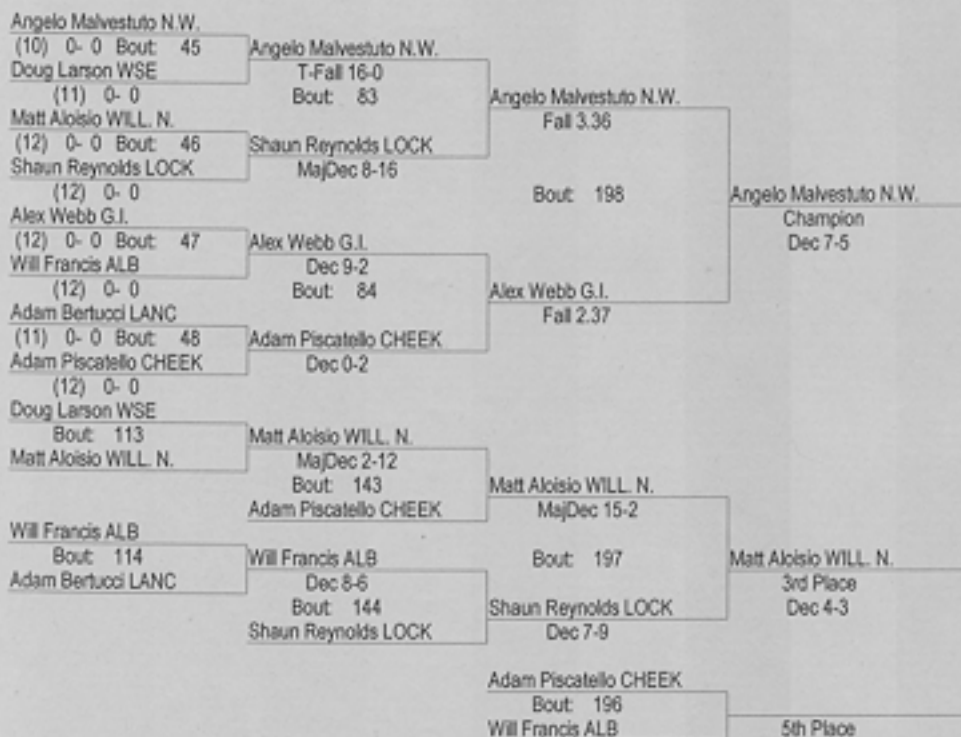 Angelo Malvestuto N.W.
(10) 0- 0 Bout: 45
Doug Larson WSE
(11) 0- 0
Matt Aloisio WILL. N.
(12) 0- 0 Bout: 46
Shaun Reynolds LOCK
(12) 0- 0
Alex Webb G.I.
(12) 0- 0 Bout: 47
Will Francis ALB
(12) 0- 0
Adam Bertucci LANC
(11) 0- 0 Bout: 48
Adam Piscatello CHEEK
(12) 0- 0
Doug Larson WSE
Bout: 113
Matt Aloisio WILL. N.
Will Francis ALB
Bout: 114
Adam Bertucci LANC
Angelo Malvestuto N.W.
T-Fall 16-0
Bout: 83
Shaun Reynolds LOCK
MajDec 8-16
Alex Webb G.I.
Dec 9-2
Bout: 84
Adam Piscatello CHEEK
Dec 0-2
Matt Aloisio WILL. N.
MajDec 2-12
Bout: 143
Adam Piscatello CHEEK
Will Francis ALB
Dec 8-6
Bout: 144
Shaun Reynolds LOCK
Angelo Malvestuto N.W.
Fall 3.36
Bout: 198
Alex Webb G.I.
Fall 2.37
Matt Aloisio WILL. N.
MajDec 15-2
Bout: 197
Shaun Reynolds LOCK
Dec 7-9
Adam Piscatello CHEEK
Bout: 196
Will Francis ALB
Angelo Malvestuto N.W.
Champion
Dec 7-5
Matt Aloisio WILL. N.
3rd Place
Dec 4-3
5th Place